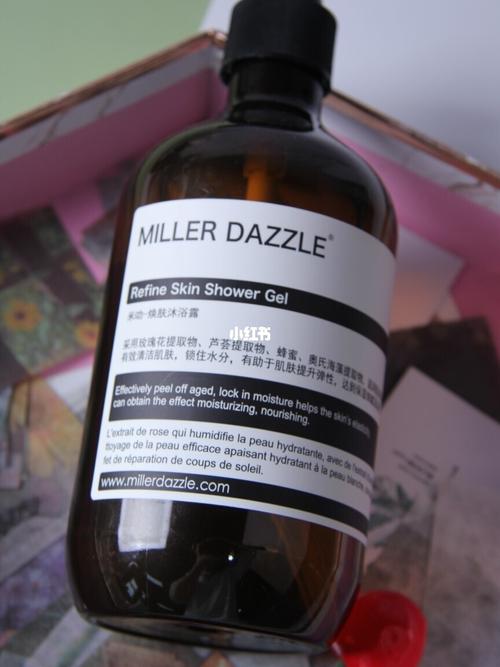 MILLER DAZZLE®
Refine Skin Shower Gel
米动-焕肤沐浴露
小红书
采用玫瑰花提取物、芦荟提取物、蜂蜜、奥氏海藻提取物、
有效清洁肌肤，锁住水分，有助于肌肤提升弹性，达到
Effectively peel off aged, lock in moisture helps the skin's elasticity,
can obtain the effect moisturizing, nourishing.
L'extrait de rose qui humidifie la peau hydratante, avec de l'extrait
ttoyage de la peau efficace apaisant hydratant à la peau blanche,
fet de réparation de coups de soleil.
www.millerdazzle.com